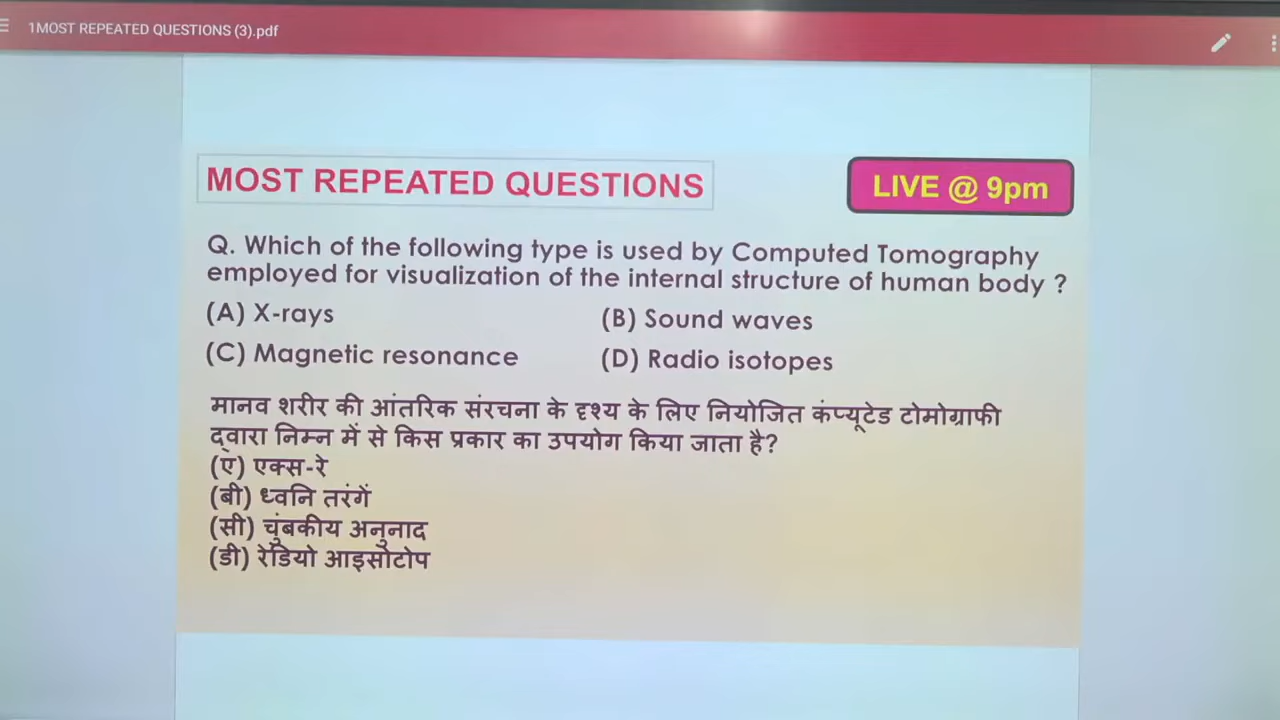 1MOST REPEATED QUESTIONS (3).pdf
MOST REPEATED QUESTIONS
LIVE @ 9pm
Q. Which of the following type is used by Computed Tomography
employed for visualization of the internal structure of human body ?
(A) X-rays (B) Sound waves
(C) Magnetic resonance (D) Radio isotopes
मानव शरीर की आंतरिक संरचना के दृश्य के लिए नियोजित कंप्यूटेड टोमोग्राफी
द्वारा निम्न में से किस प्रकार का उपयोग किया जाता है?
(ए) एक्स-रे
(बी) ध्वनि तरंगें
(सी) चुंबकीय अनुनाद
(डी) रेडियो आइसोटोप